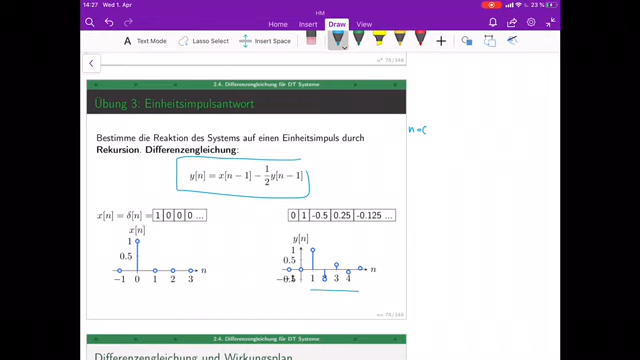 14:27 Wed 1. Apr
23 %
HM
Home Insert Draw View
Text Mode
Lasso Select
Insert Space
2.4. Differenzengleichung für DT Systeme
Übung 3: Einheitsimpulsantwort
Bestimme die Reaktion des Systems auf einen Einheitsimpuls durch
Rekursion. Differenzengleichung:
n=0
y[n] = x[n − 1] − 1/2 y[n − 1]
x[n] = δ[n] = 1 0 0 0 ...
0 1 -0.5 0.25 -0.125 ...
x[n]
y[n]
1
0.5
−1 0 1 2 3 n
1
0.5
−0.5
1 2 3 4 n
2.4. Differenzengleichung für DT Systeme
Differenzengleichung und Wirkungsplan